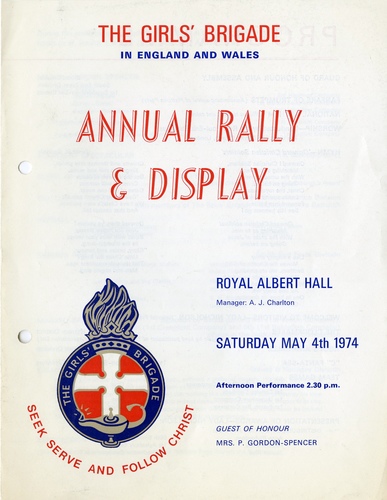 THE GIRLS' BRIGADE
IN ENGLAND AND WALES
ANNUAL RALLY
& DISPLAY
ROYAL ALBERT HALL
Manager: A. J. Charlton
SATURDAY MAY 4th 1974
Afternoon Performance 2.30 p.m.
GUEST OF HONOUR
MRS. P. GORDON-SPENCER
THE GIRLS' BRIGADE
SEEK SERVE AND FOLLOW CHRIST